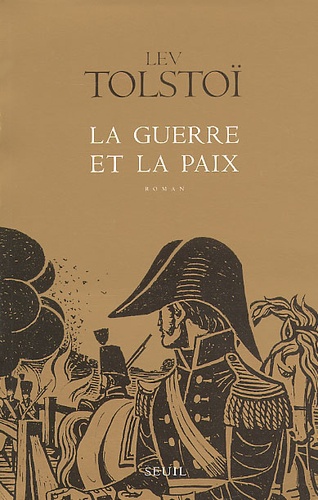 LEV
TOLSTOÏ
LA GUERRE
ET LA PAIX
ROMAN
SEUIL